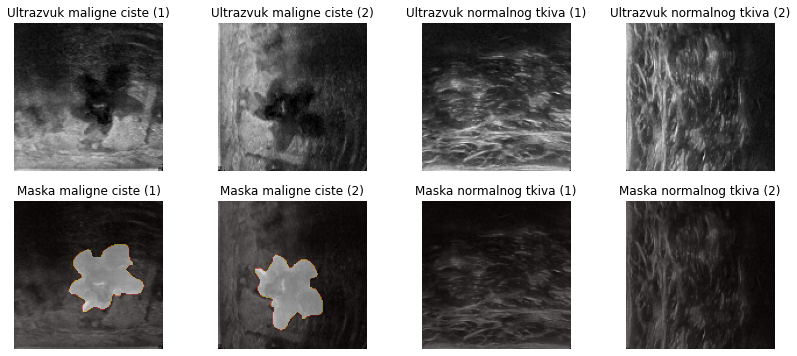 Ultrazvuk maligne ciste (1)
Ultrazvuk maligne ciste (2)
Ultrazvuk normalnog tkiva (1)
Ultrazvuk normalnog tkiva (2)
Maska maligne ciste (1)
Maska maligne ciste (2)
Maska normalnog tkiva (1)
Maska normalnog tkiva (2)